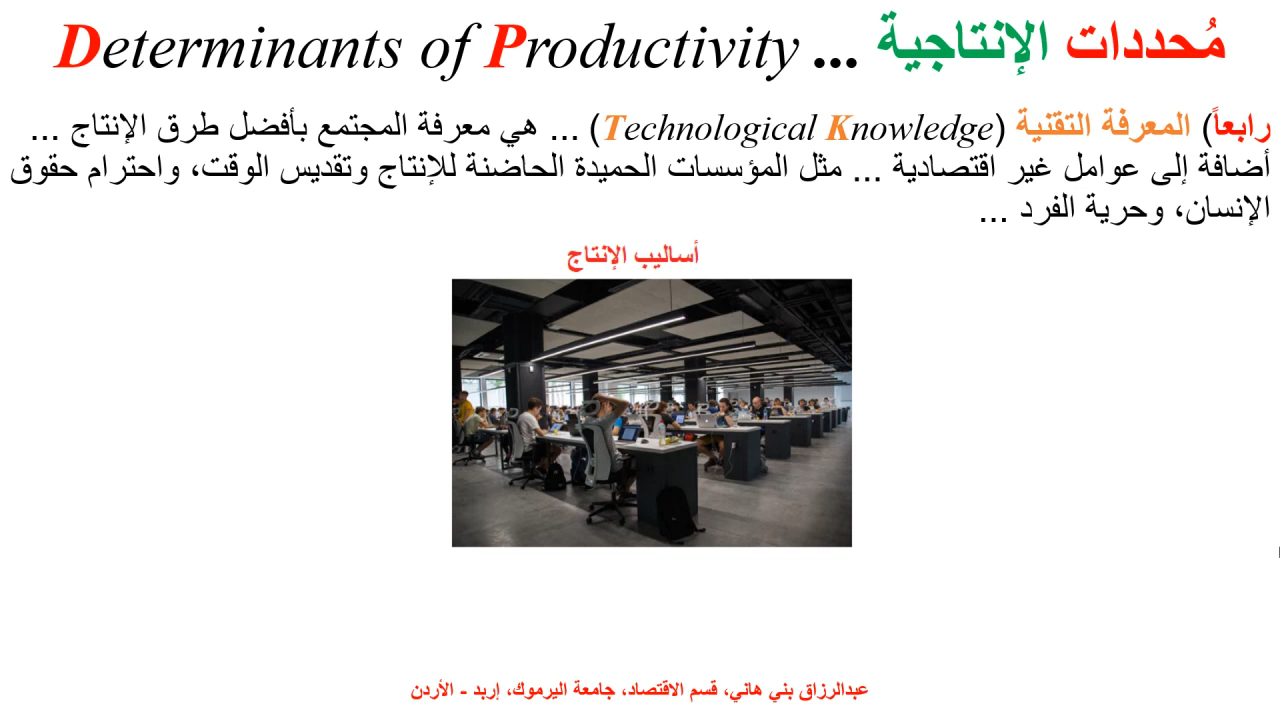 مُحددات الإنتاجية ... Determinants of Productivity
رابعاً) المعرفة التقنية (Technological Knowledge) ... هي معرفة المجتمع بأفضل طرق الإنتاج ...
أضافة إلى عوامل غير اقتصادية ... مثل المؤسسات الحميدة الحاضنة للإنتاج وتقديس الوقت، واحترام حقوق
الإنسان، وحرية الفرد ...
أساليب الإنتاج
عبدالرزاق بني هاني، قسم الاقتصاد، جامعة اليرموك، إربد - الأردن